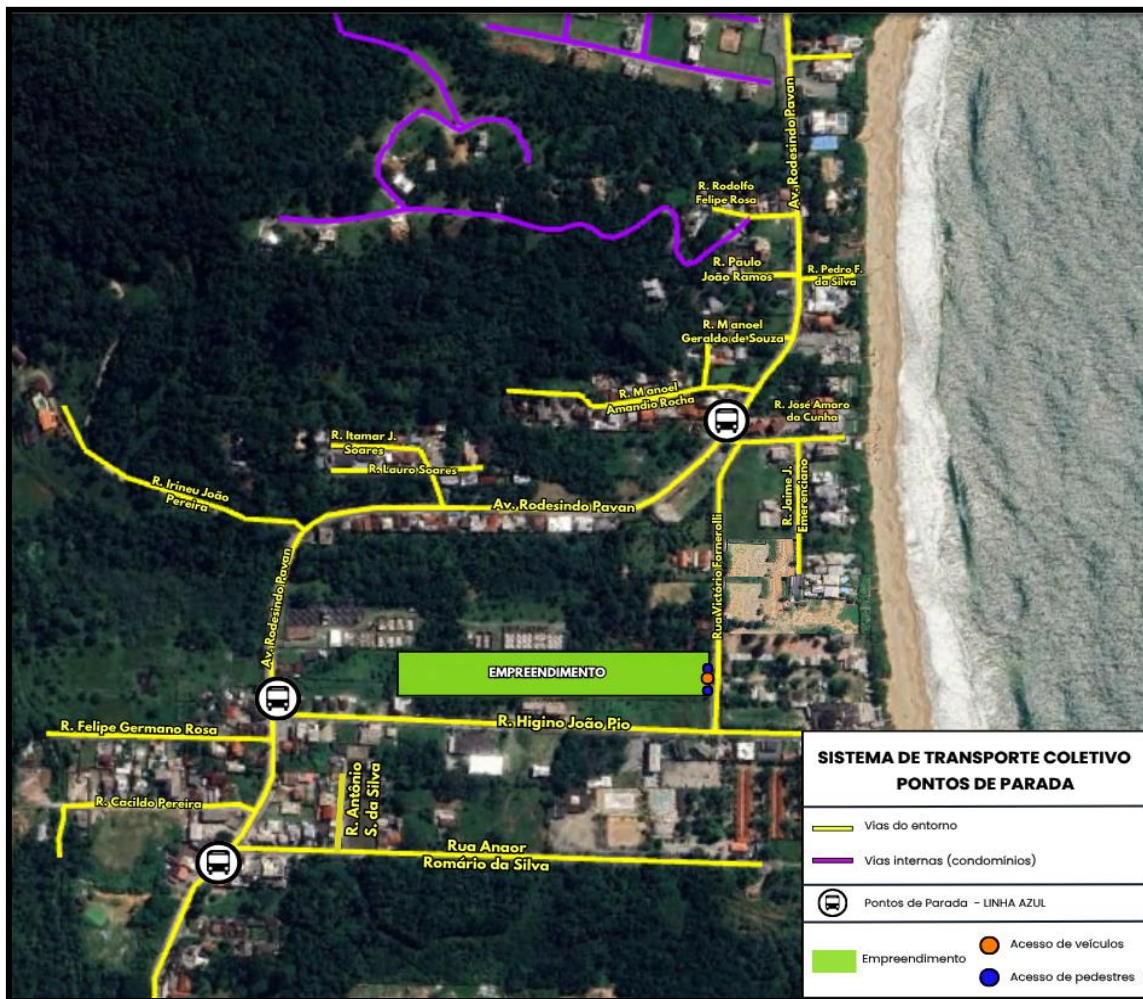 Av. Rodesindo Pavan
R. Rodolfo
Felipe Rosa
R. Paulo
João Ramos
R. Pedro F.
da Silva
R. Manoel
Geraldo de Souza
R. Manoel
Amandio Rocha
R. José Amaro
da Cunha
R. Itamar J.
Soares
R. Lauro Soares
R. Irineu João
Pereira
Av. Rodesindo Pavan
R. Jaime J.
Emerenciano
Rua Victório Fornerolli
Av. Rodesindo Pavan
EMPREENDIMENTO
R. Higino João Pio
R. Felipe Germano Rosa
R. Cacildo Pereira
R. Antônio
S. da Silva
Rua Anaor
Romário da Silva
SISTEMA DE TRANSPORTE COLETIVO
PONTOS DE PARADA
Vias do entorno
Vias internas (condomínios)
Pontos de Parada - LINHA AZUL
Empreendimento
Acesso de veículos
Acesso de pedestres